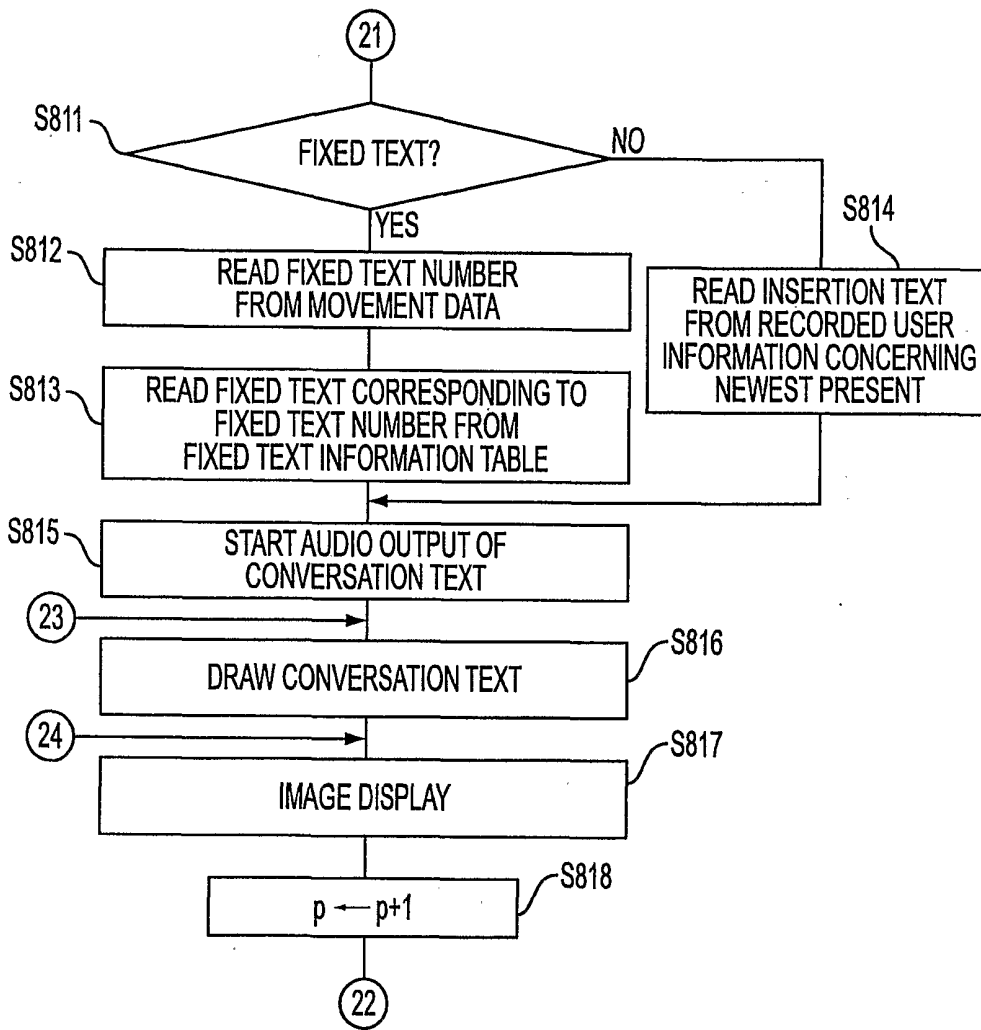 21
S811
FIXED TEXT?
NO
YES
S812
READ FIXED TEXT NUMBER
FROM MOVEMENT DATA
S814
READ INSERTION TEXT
FROM RECORDED USER
INFORMATION CONCERNING
NEWEST PRESENT
S813
READ FIXED TEXT CORRESPONDING TO
FIXED TEXT NUMBER FROM
FIXED TEXT INFORMATION TABLE
S815
START AUDIO OUTPUT OF
CONVERSATION TEXT
23
S816
DRAW CONVERSATION TEXT
24
S817
IMAGE DISPLAY
S818
p ← p+1
22